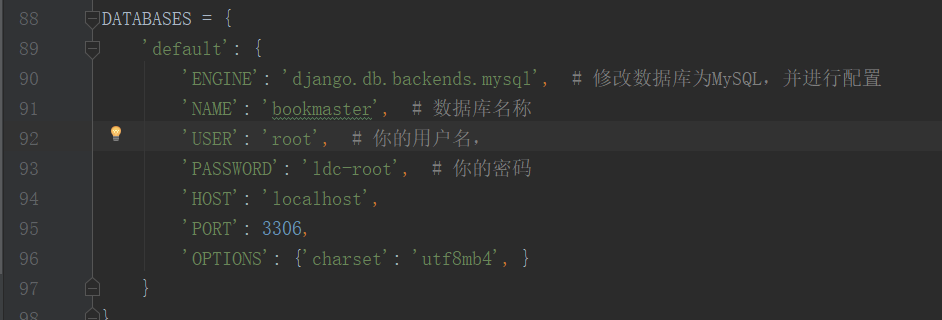 88 DATABASES = {
89 'default': {
90 'ENGINE': 'django.db.backends.mysql', # 修改数据库为MySQL，并进行配置
91 'NAME': 'bookmaster', # 数据库名称
92 'USER': 'root', # 你的用户名，
93 'PASSWORD': 'ldc-root', # 你的密码
94 'HOST': 'localhost',
95 'PORT': 3306,
96 'OPTIONS': {'charset': 'utf8mb4', }
97 }
98 }